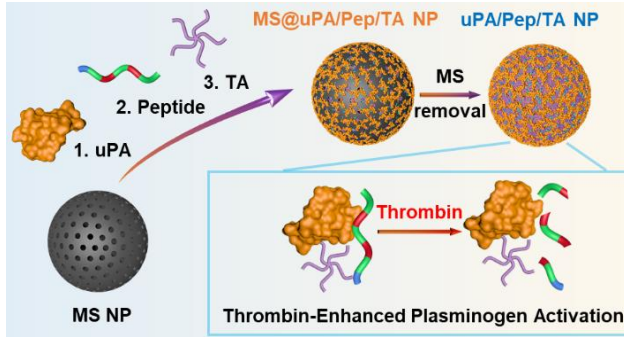 MS@uPA/Pep/TA NP
uPA/Pep/TA NP
3. TA
2. Peptide
1. uPA
MS
removal
MS NP
Thrombin
Thrombin-Enhanced Plasminogen Activation